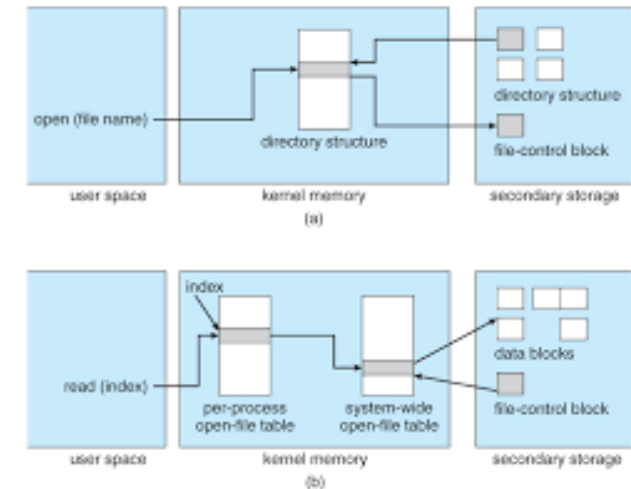 open (file name)
directory structure
directory structure
file-control block
user space
kernel memory
secondary storage
(a)
index
read (index)
per-process
open-file table
system-wide
open-file table
data blocks
file-control block
user space
kernel memory
secondary storage
(b)